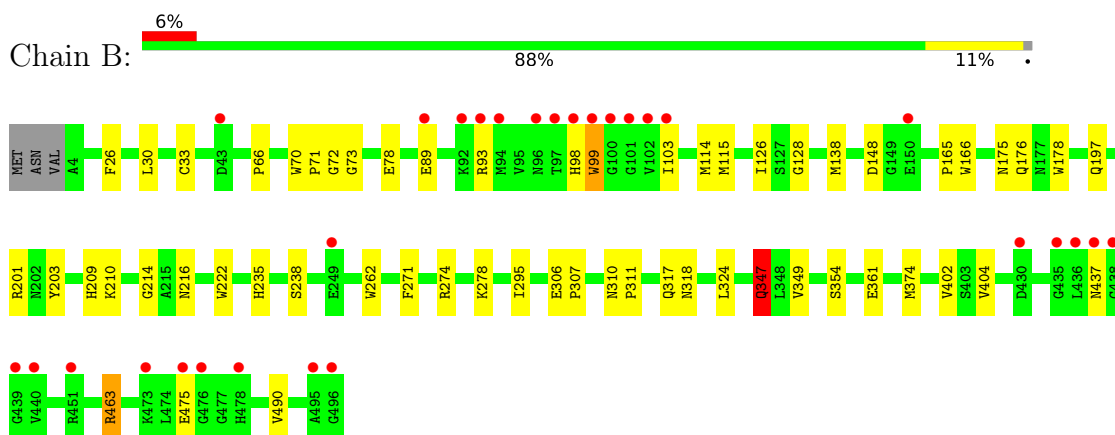 6%
Chain B:
88% 11% •
MET ASN VAL A4 F26 L30 C33 D43 P66 W70 P71 G72 G73 E78 E89 K92 R93 M94 V95 N96 T97 H98 W99 G100 G101 V102 I103 M114 M115 I126 S127 G128 M138 D148 G149 E150 P165 W166 N175 Q176 N177 W178 Q197
R201 N202 Y203 H209 K210 G214 A215 N216 W222 H235 S238 E249 W262 F271 R274 K278 I295 E306 P307 N310 P311 Q317 N318 L324 Q347 L348 V349 S354 E361 M374 V402 S403 V404 D430 G435 L436 N437 G438
G439 V440 R451 R463 K473 L474 E475 G476 G477 H478 V490 A495 G496